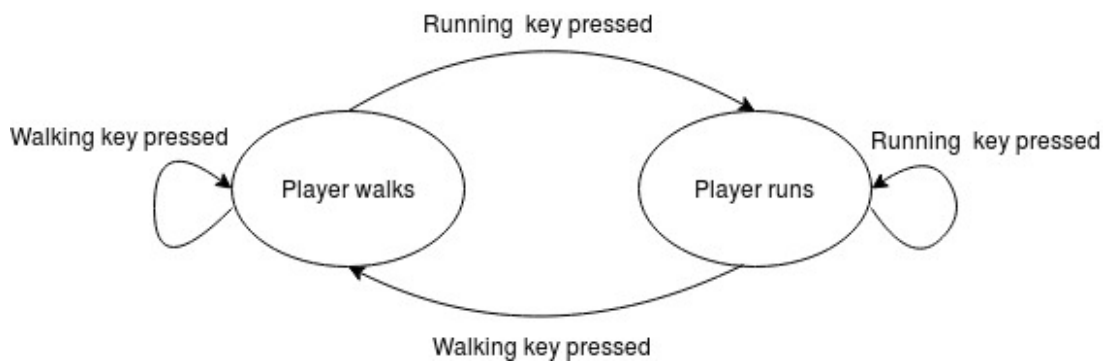 Running  key pressed
Walking key pressed
Running  key pressed
Player walks
Player runs
Walking key pressed